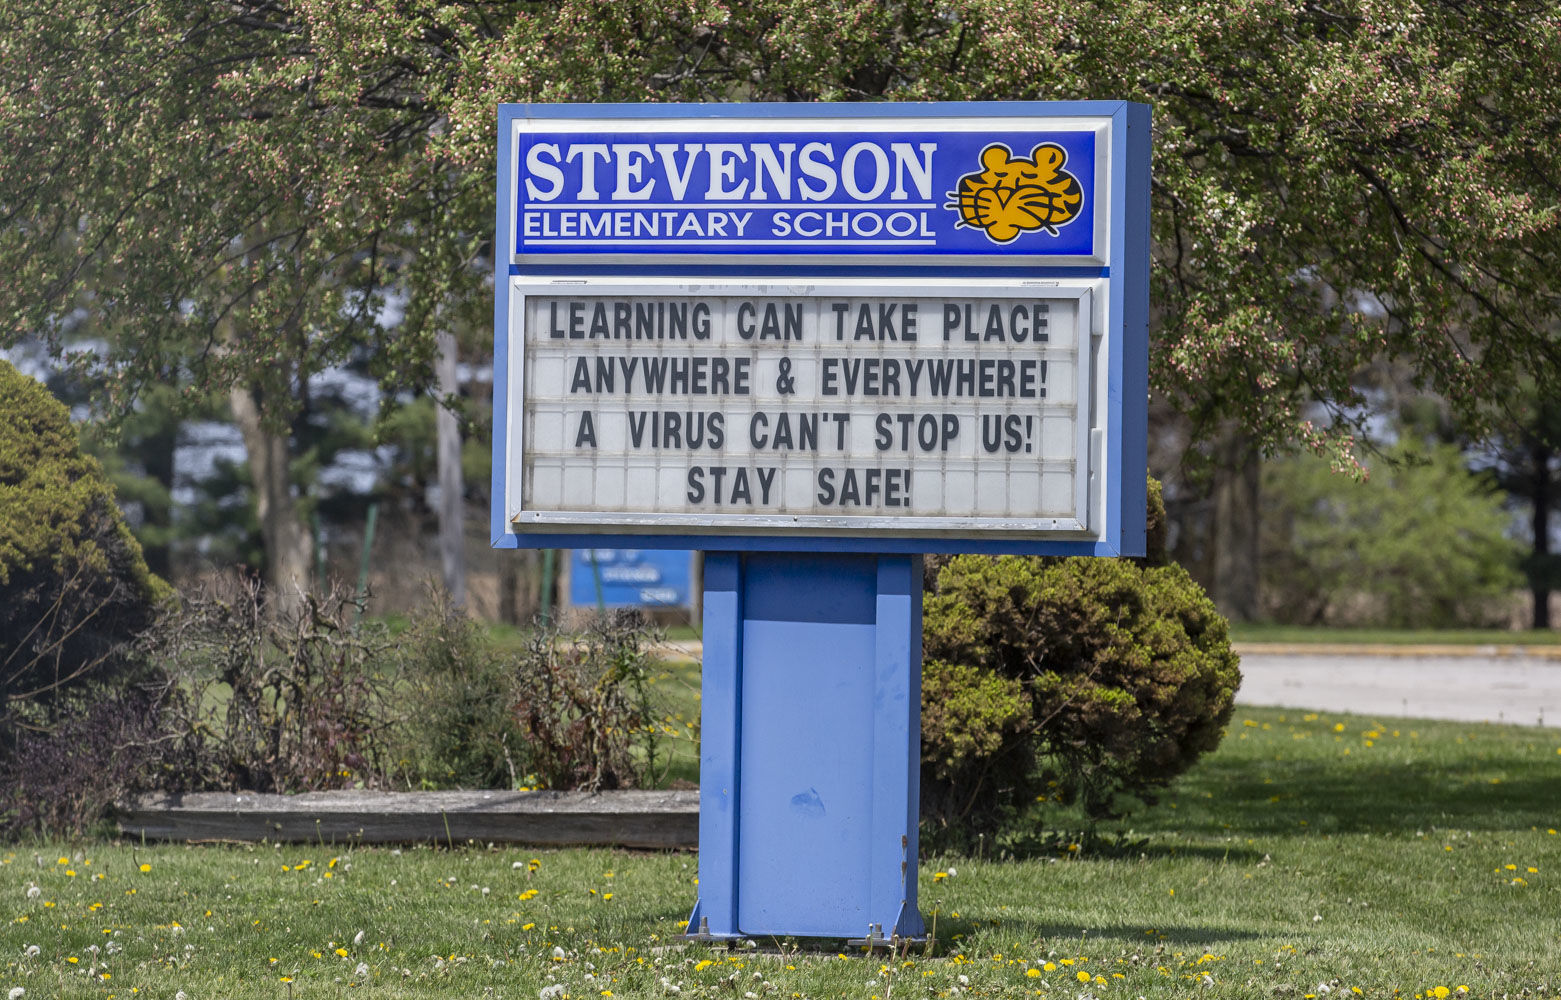 STEVENSON
ELEMENTARY SCHOOL
LEARNING CAN TAKE PLACE
ANYWHERE & EVERYWHERE!
A VIRUS CAN'T STOP US!
STAY SAFE!